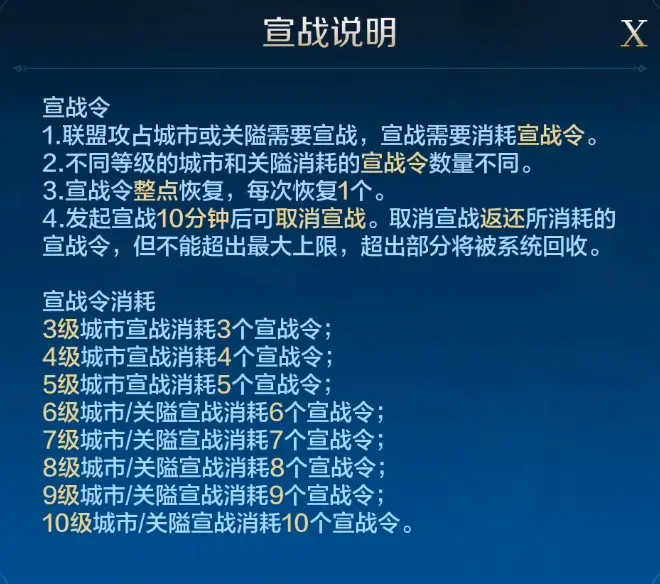 宣战说明
X
宣战令
1.联盟攻占城市或关隘需要宣战，宣战需要消耗宣战令。
2.不同等级的城市和关隘消耗的宣战令数量不同。
3.宣战令整点恢复，每次恢复1个。
4.发起宣战10分钟后可取消宣战。取消宣战返还所消耗的
宣战令，但不能超出最大上限，超出部分将被系统回收。
宣战令消耗
3级城市宣战消耗3个宣战令；
4级城市宣战消耗4个宣战令；
5级城市宣战消耗5个宣战令；
6级城市/关隘宣战消耗6个宣战令；
7级城市/关隘宣战消耗7个宣战令；
8级城市/关隘宣战消耗8个宣战令；
9级城市/关隘宣战消耗9个宣战令；
10级城市/关隘宣战消耗10个宣战令。